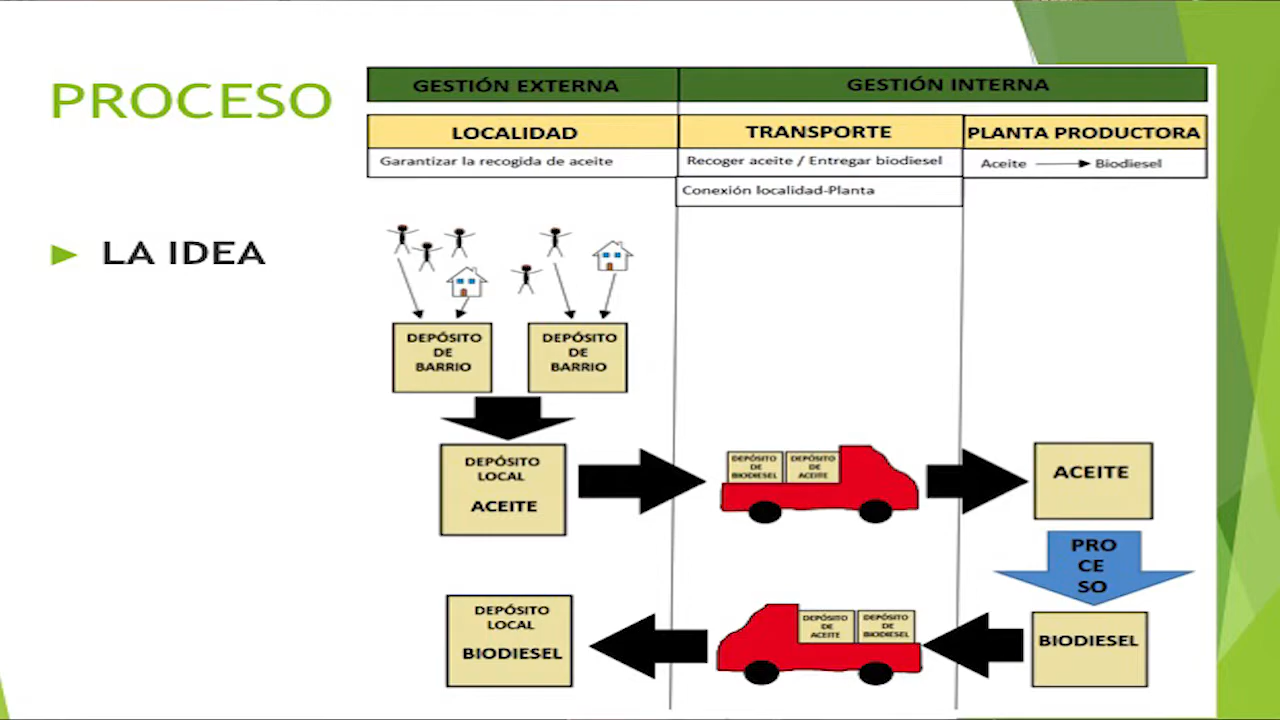 PROCESO
LA IDEA
GESTIÓN EXTERNA
GESTIÓN INTERNA
LOCALIDAD
TRANSPORTE
PLANTA PRODUCTORA
Garantizar la recogida de aceite
Recoger aceite / Entregar biodiesel
Aceite
Biodiesel
Conexión localidad-Planta
DEPÓSITO
DE
BARRIO
DEPÓSITO
DE
BARRIO
DEPÓSITO
LOCAL
ACEITE
DEPÓSITO
DE
BIODIESEL
DEPÓSITO
DE
ACEITE
ACEITE
PRO
CE
SO
DEPÓSITO
LOCAL
BIODIESEL
DEPÓSITO
DE
ACEITE
DEPÓSITO
DE
BIODIESEL
BIODIESEL